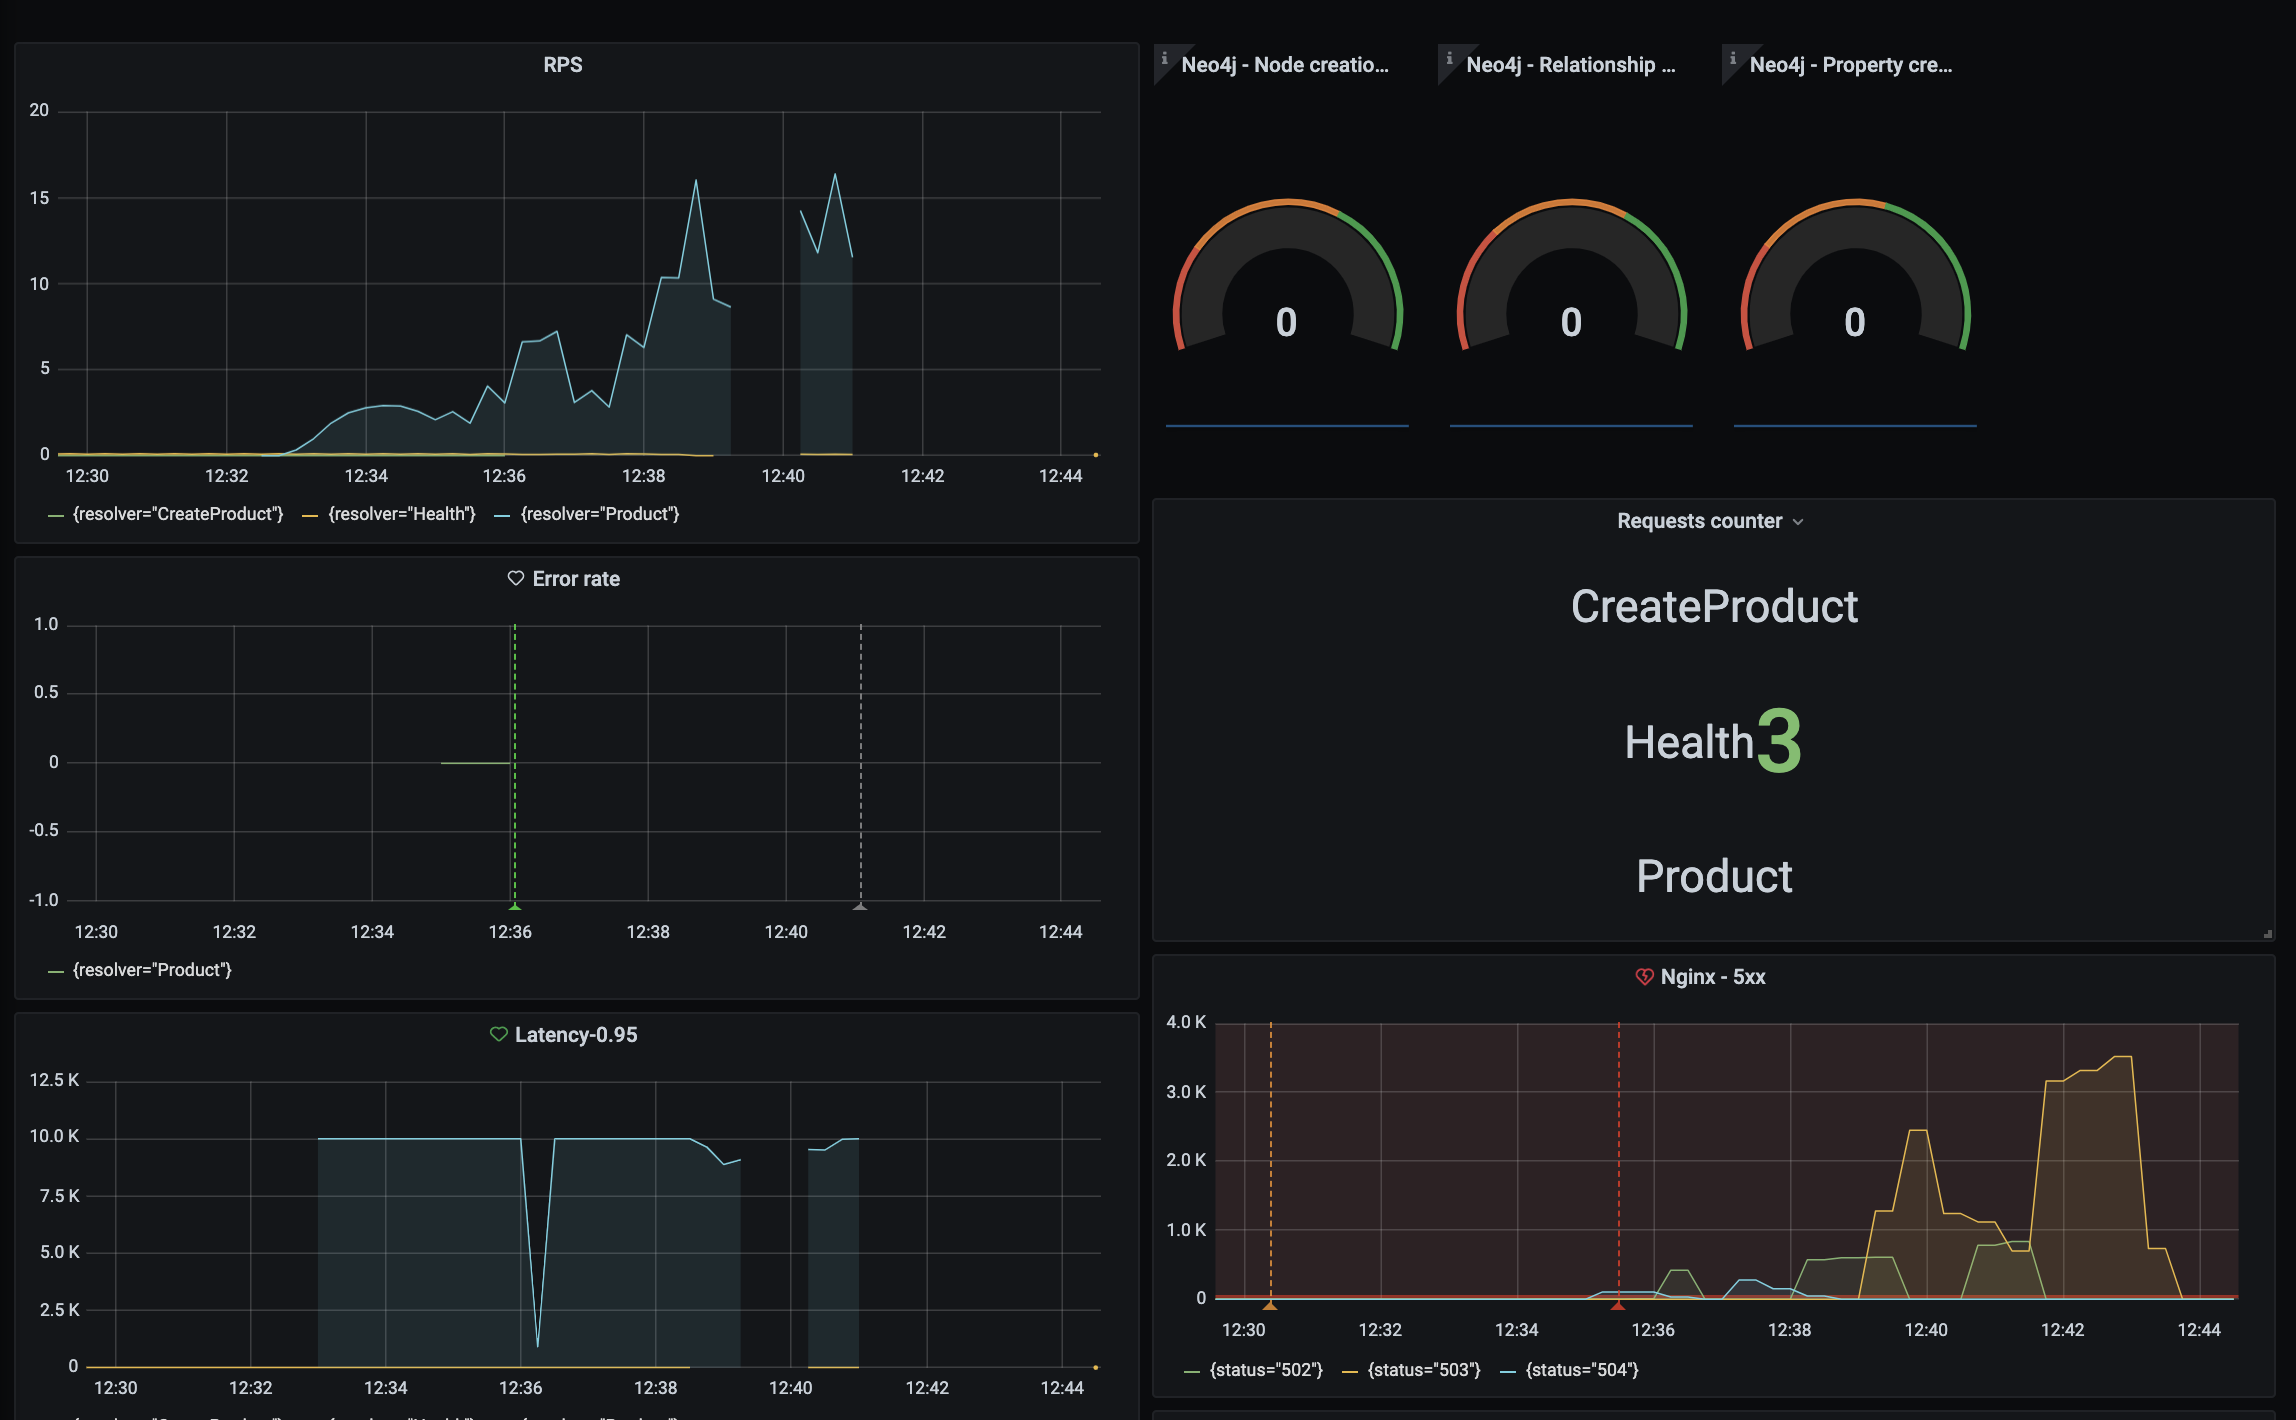 RPS
20
15
10
5
0
12:30 12:32 12:34 12:36 12:38 12:40 12:42 12:44
{resolver="CreateProduct"} {resolver="Health"} {resolver="Product"}
Error rate
1.0
0.5
0
-0.5
-1.0
12:30 12:32 12:34 12:36 12:38 12:40 12:42 12:44
{resolver="Product"}
Latency-0.95
12.5 K
10.0 K
7.5 K
5.0 K
2.5 K
0
12:30 12:32 12:34 12:36 12:38 12:40 12:42 12:44
i Neo4j - Node creatio...
0
i Neo4j - Relationship ...
0
i Neo4j - Property cre...
0
Requests counter
CreateProduct
Health3
Product
Nginx - 5xx
4.0 K
3.0 K
2.0 K
1.0 K
0
12:30 12:32 12:34 12:36 12:38 12:40 12:42 12:44
{status="502"} {status="503"} {status="504"}